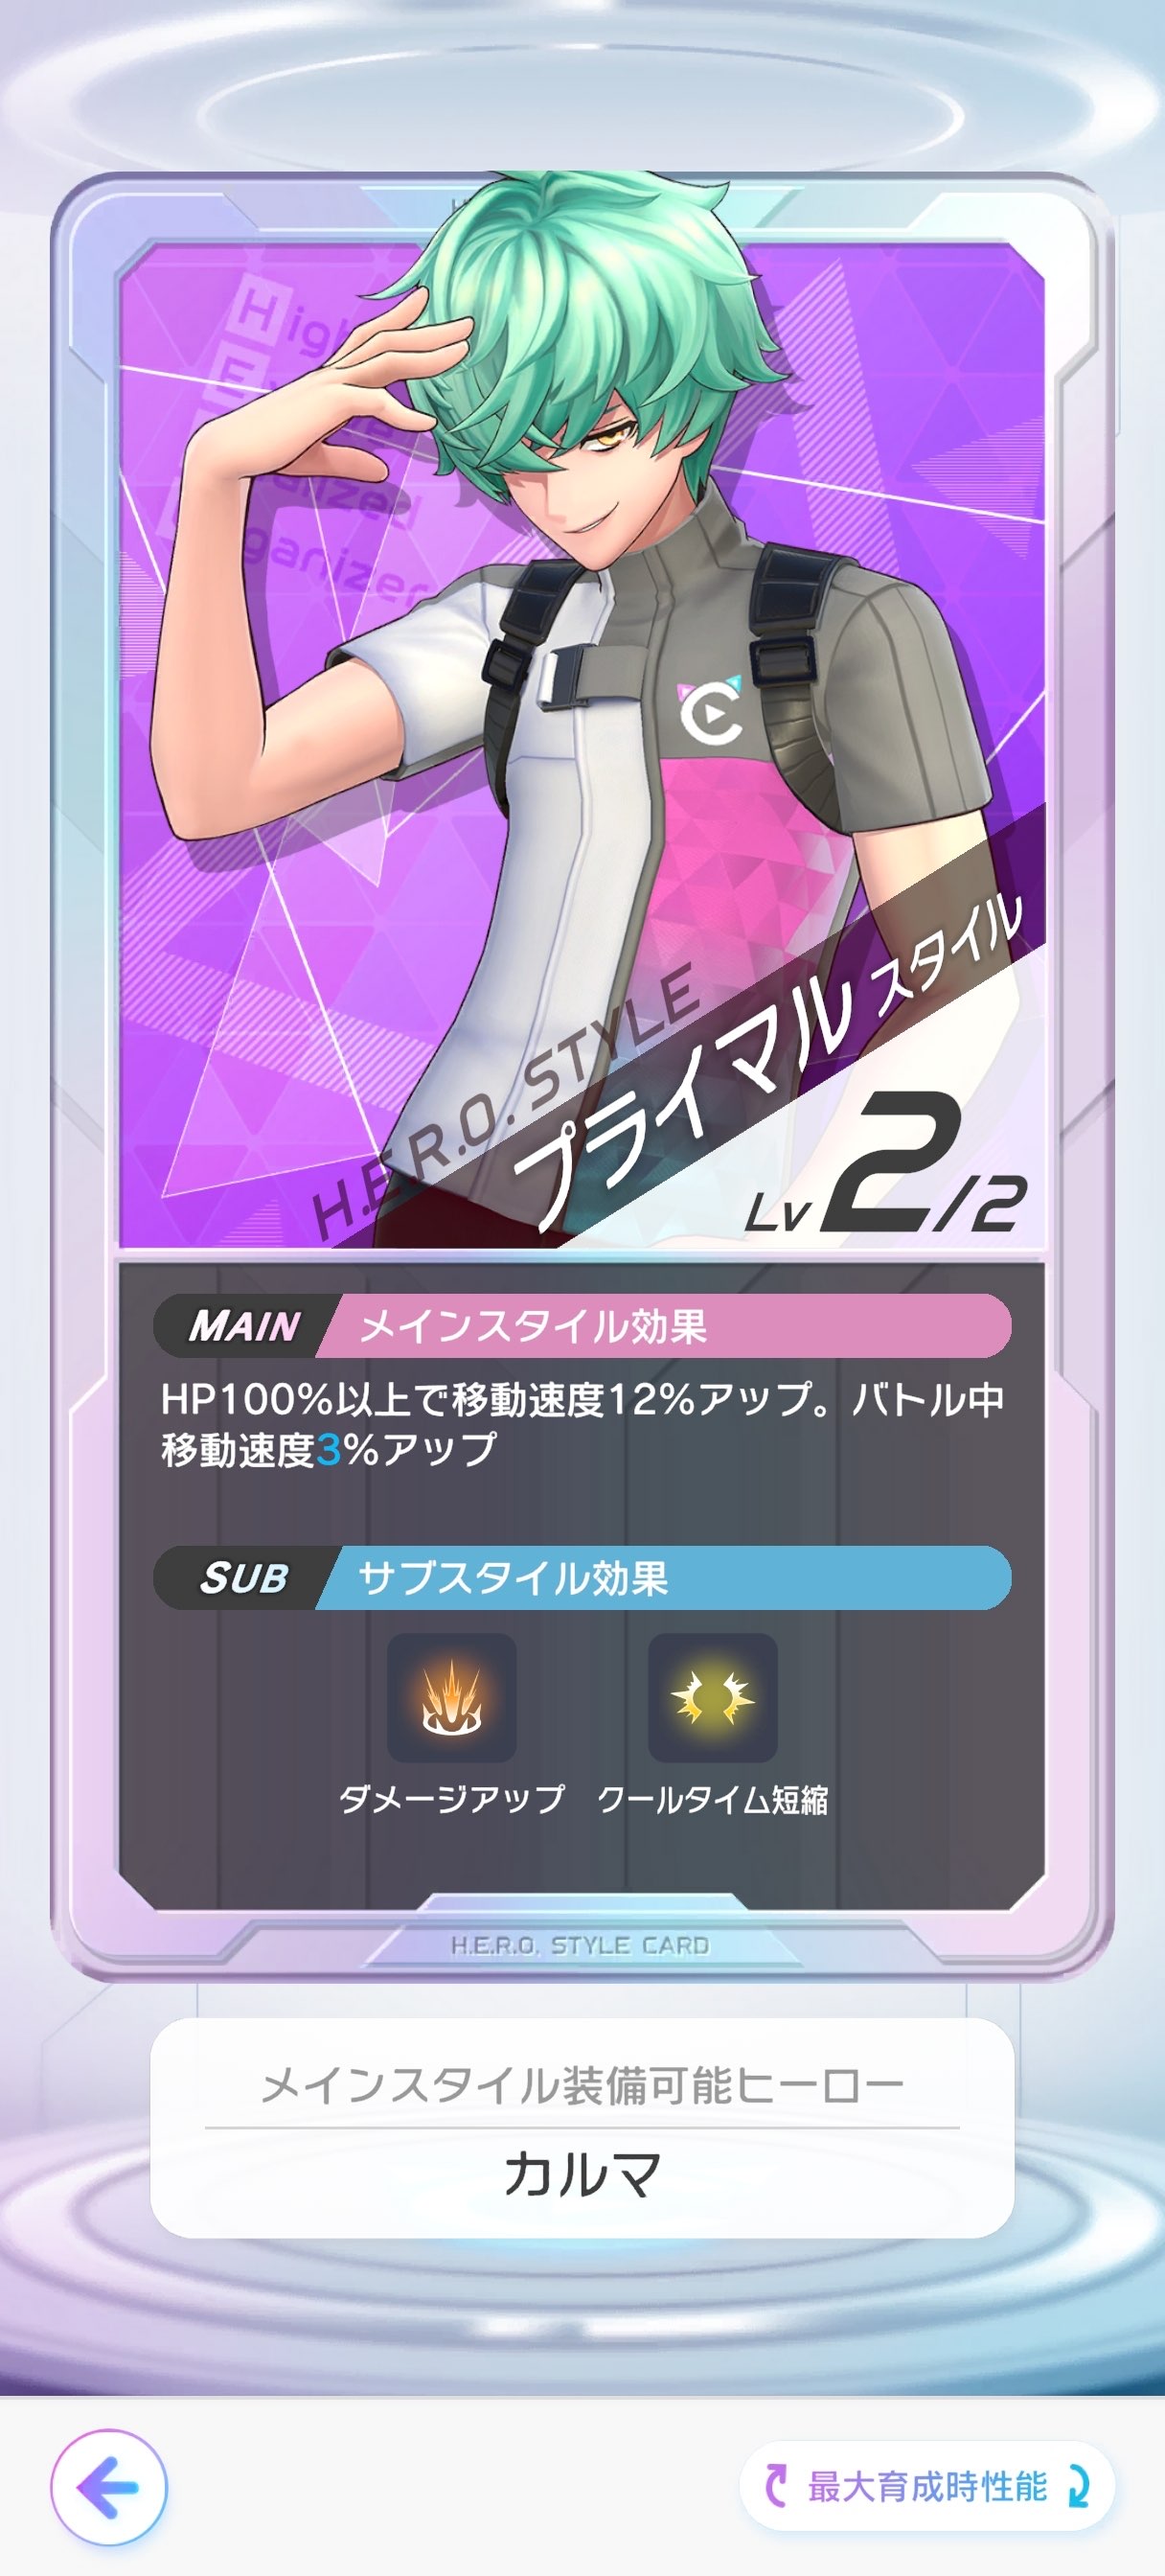 H.E.R.O. STYLE
プライマルスタイル
Lv2/2
MAIN メインスタイル効果
HP100%以上で移動速度12%アップ。バトル中
移動速度3%アップ
SUB サブスタイル効果
ダメージアップ クールタイム短縮
H.E.R.O. STYLE CARD
メインスタイル装備可能ヒーロー
カルマ
最大育成時性能